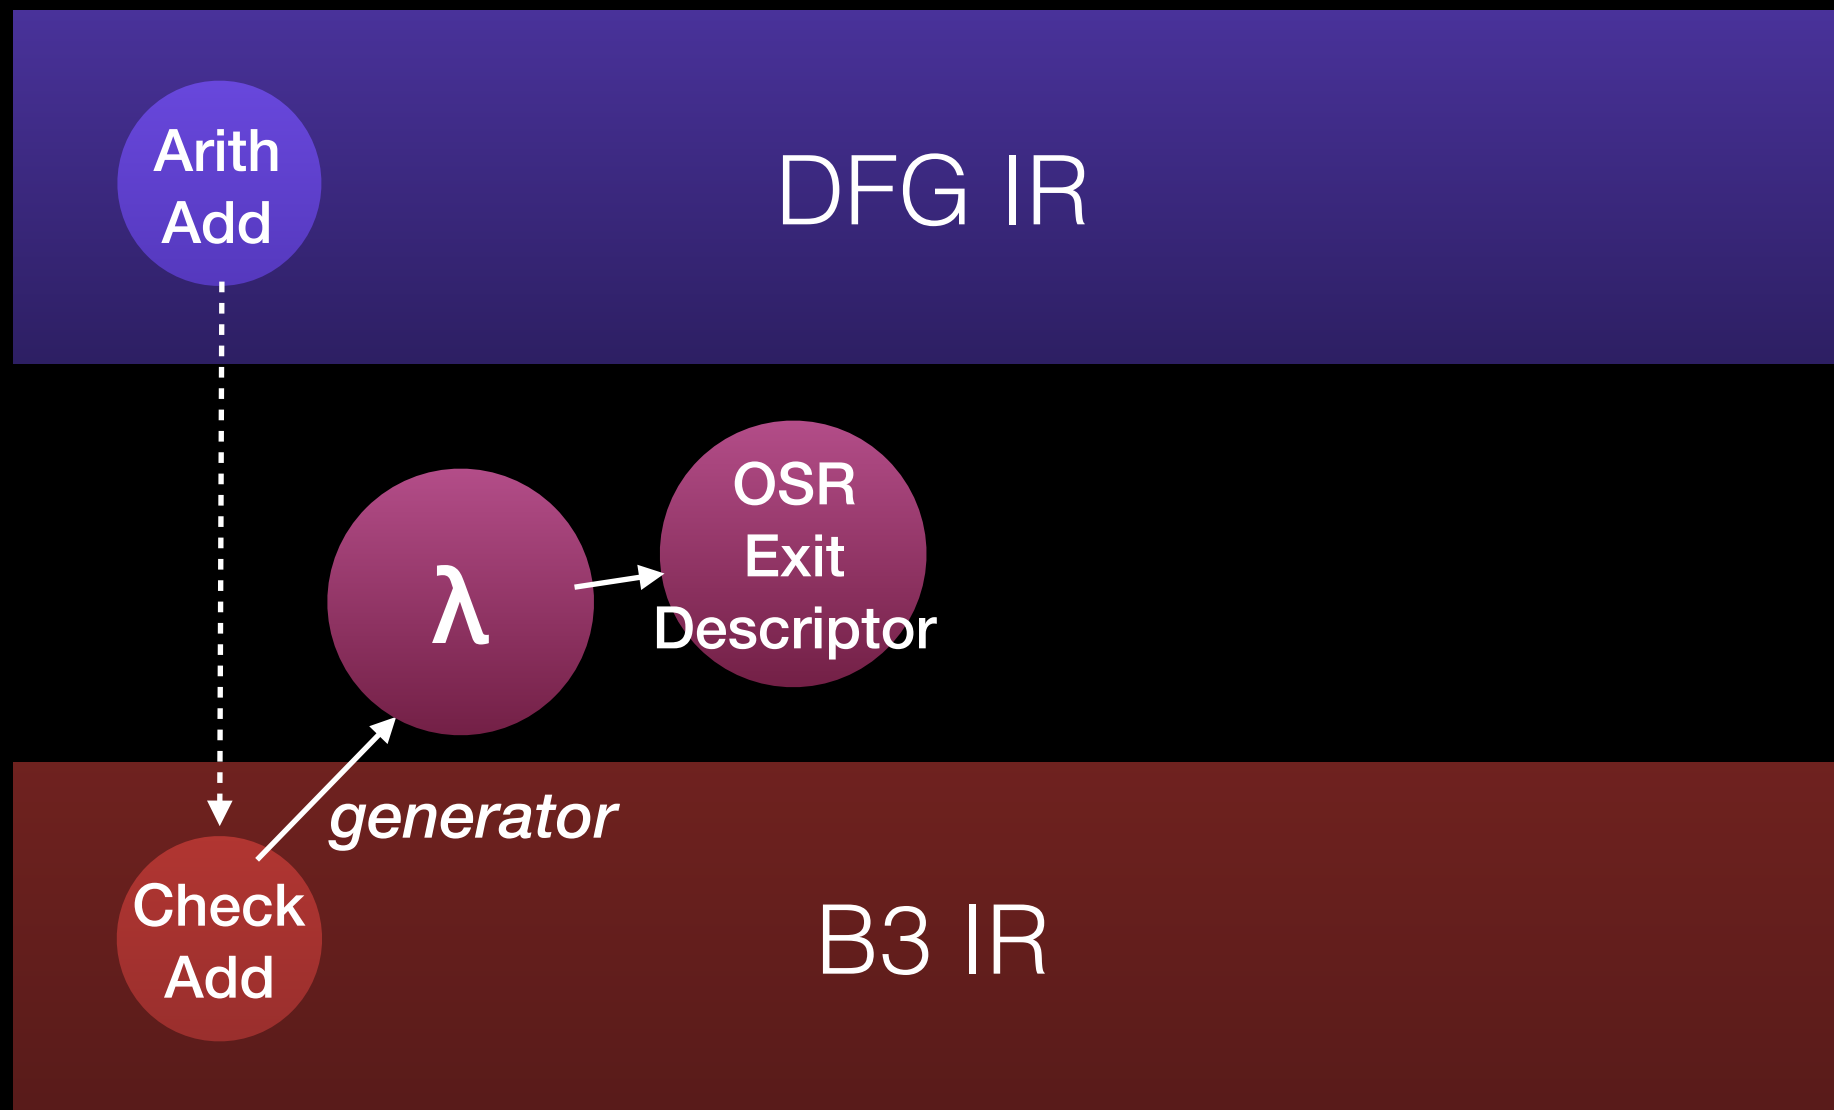 Arith
Add
DFG IR
OSR
Exit
Descriptor
λ
generator
Check
Add
B3 IR